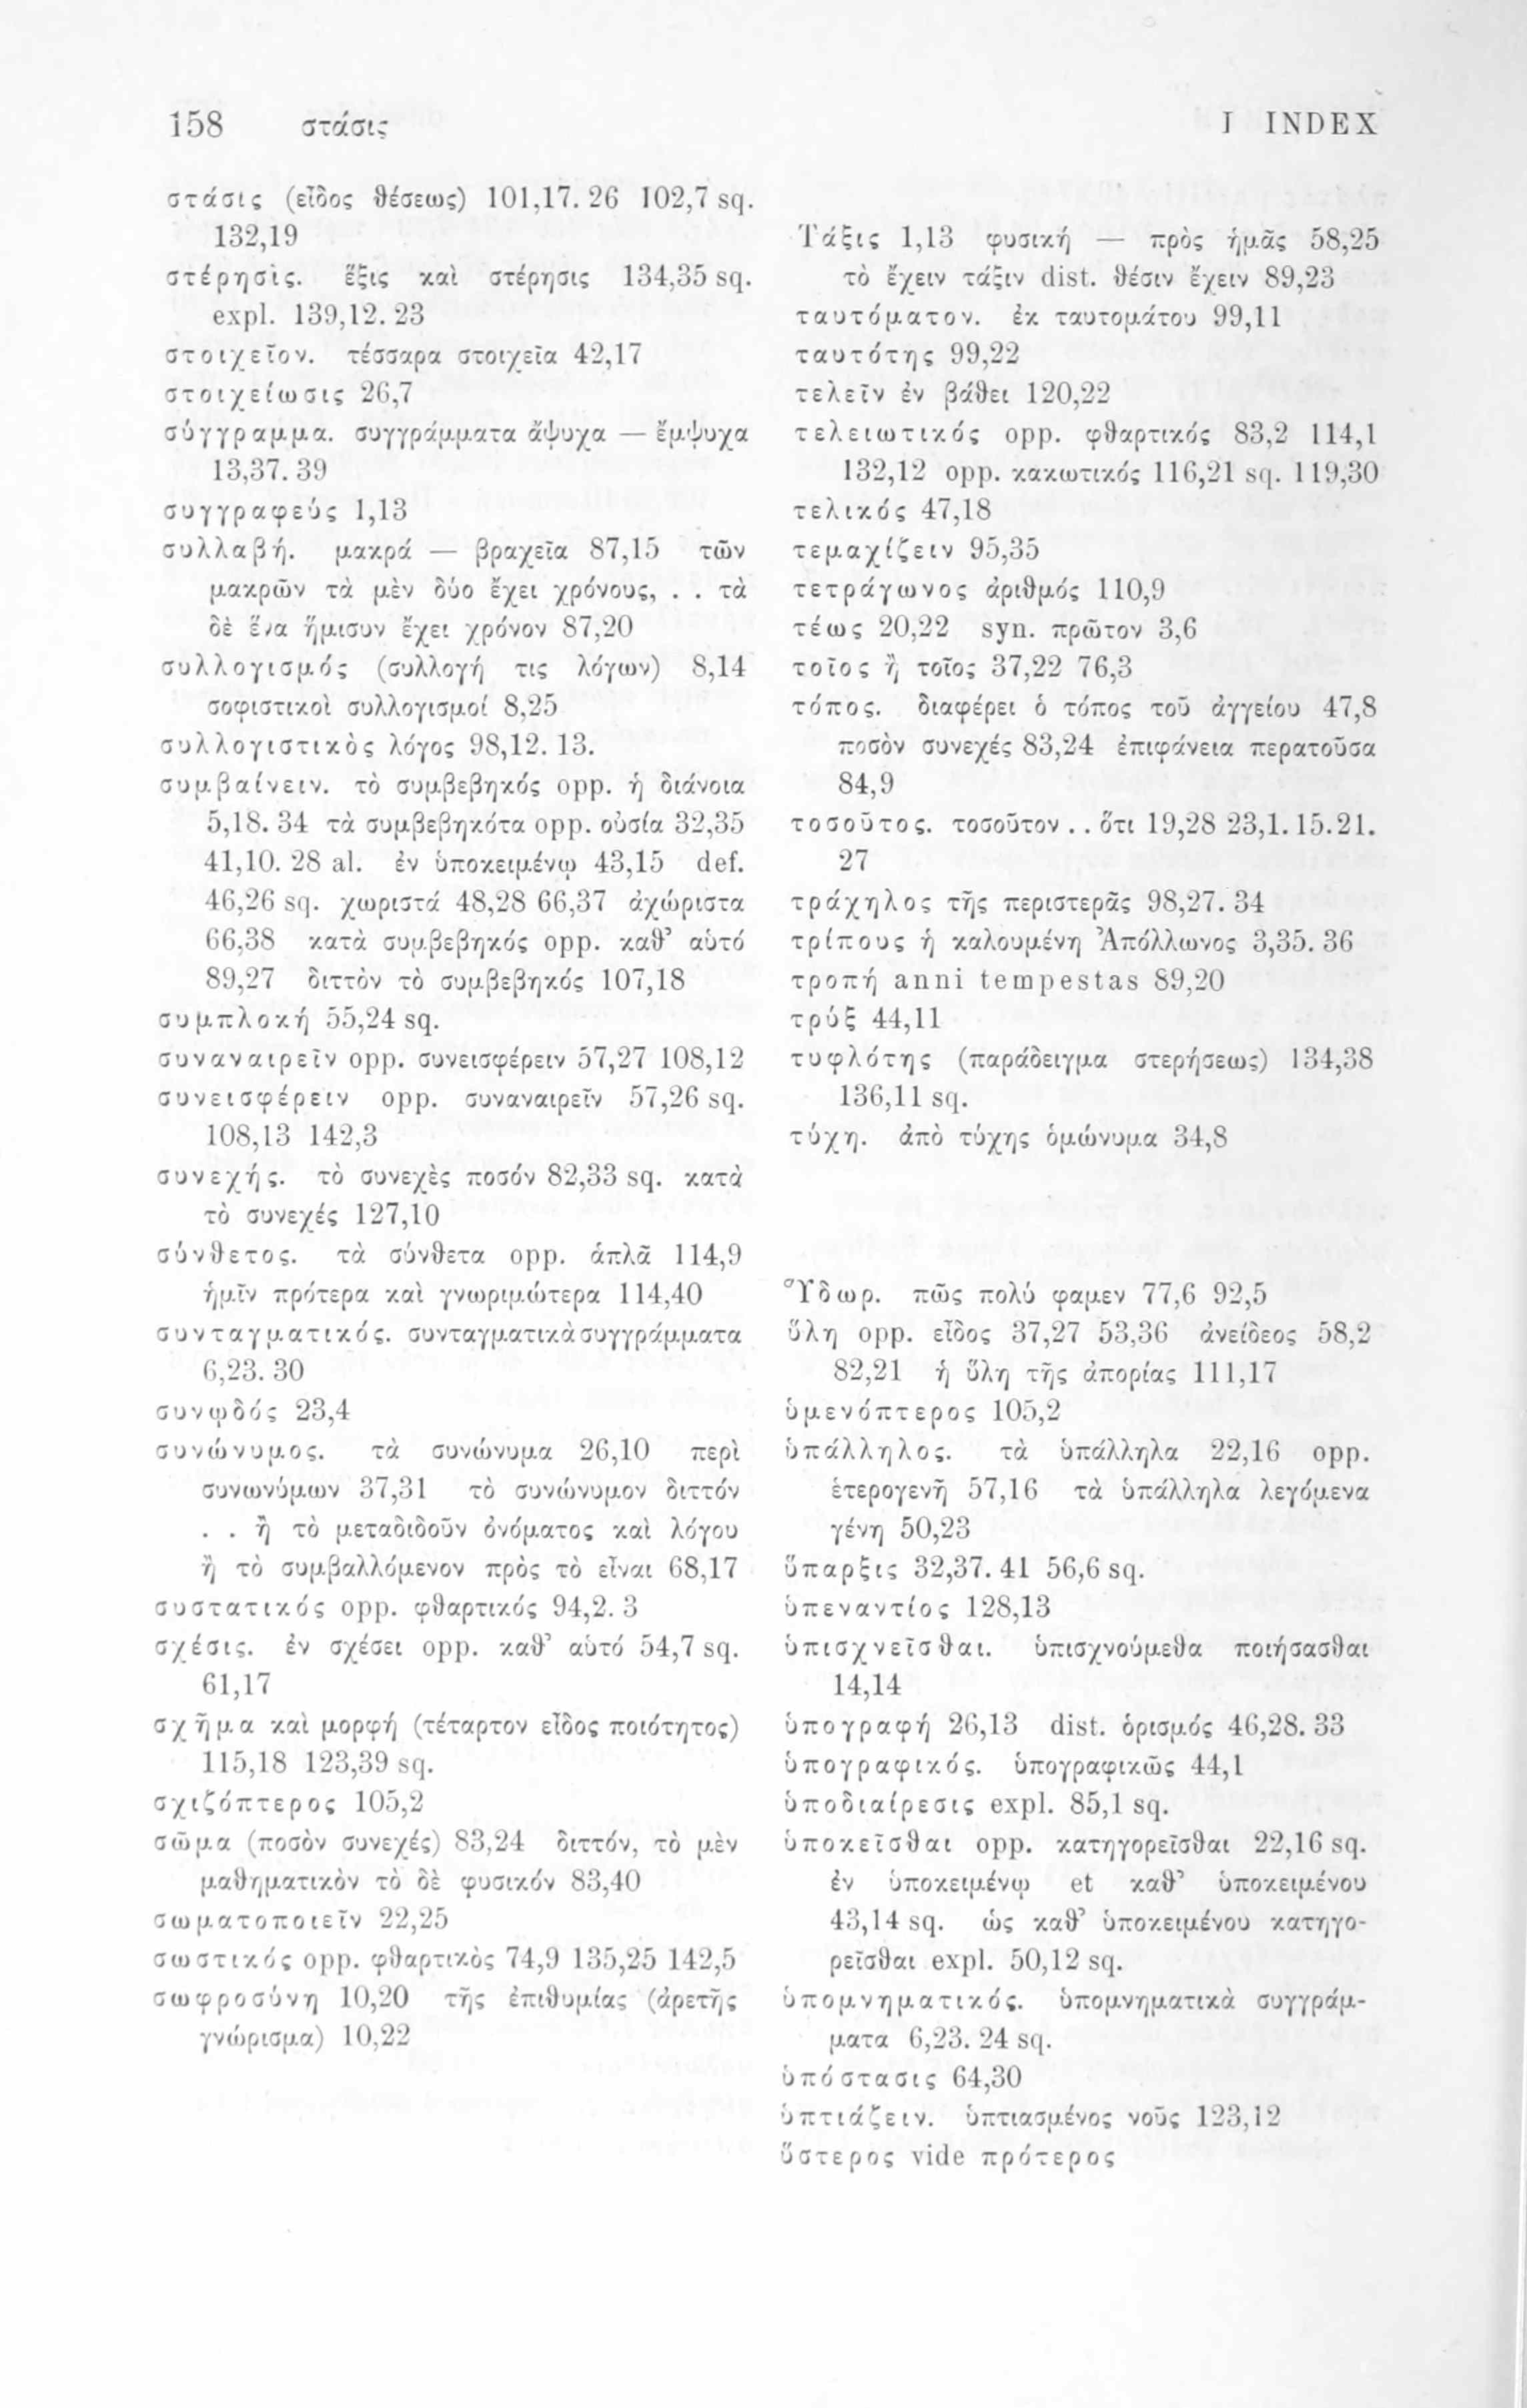 158 στάσις I INDEX
στάσις (εἶδος θέσεως) 101,17. 26 102,7 sq.
132,19
στέρησις. ἕξις καὶ στέρησις 134,35 sq.
expl. 139,12. 23
στοιχεῖον. τέσσαρα στοιχεῖα 42,17
στοιχείωσις 26,7
σύγγραμμα. συγγράμματα ἄψυχα — ἔμψυχα
13,37. 39
συγγραφεύς 1,13
συλλαβή. μακρά — βραχεῖα 87,15 τῶν
μακρῶν τὰ μὲν δύο ἔχει χρόνους, . . τὰ
δὲ ἕνα ἥμισυν ἔχει χρόνον 87,20
συλλογισμός (συλλογή τις λόγων) 8,14
σοφιστικοὶ συλλογισμοί 8,25
συλλογιστικὸς λόγος 98,12. 13.
συμβαίνειν. τὸ συμβεβηκός opp. ἡ διάνοια
5,18. 34 τὰ συμβεβηκότα opp. οὐσία 32,35
41,10. 28 al. ἐν ὑποκειμένῳ 43,15 def.
46,26 sq. χωριστά 48,28 66,37 ἀχώριστα
66,38 κατὰ συμβεβηκός opp. καθ’ αὑτό
89,27 διττὸν τὸ συμβεβηκός 107,18
συμπλοκή 55,24 sq.
συναναιρεῖν opp. συνεισφέρειν 57,27 108,12
συνεισφέρειν opp. συναναιρεῖν 57,26 sq.
108,13 142,3
συνεχής. τὸ συνεχὲς ποσόν 82,33 sq. κατὰ
τὸ συνεχές 127,10
σύνθετος. τὰ σύνθετα opp. ἁπλᾶ 114,9
ἡμῖν πρότερα καὶ γνωριμώτερα 114,40
συνταγματικός. συνταγματικὰ συγγράμματα
6,23. 30
συνῳδός 23,4
συνώνυμος. τὰ συνώνυμα 26,10 περὶ
συνωνύμων 37,31 τὸ συνώνυμον διττόν
. . ἢ τὸ μεταδιδοῦν ὀνόματος καὶ λόγου
ἢ τὸ συμβαλλόμενον πρὸς τὸ εἶναι 68,17
συστατικός opp. φθαρτικός 94,2. 3
σχέσις. ἐν σχέσει opp. καθ’ αὑτό 54,7 sq.
61,17
σχῆμα καὶ μορφή (τέταρτον εἶδος ποιότητος)
115,18 123,39 sq.
σχιζόπτερος 105,2
σῶμα (ποσὸν συνεχές) 83,24 διττόν, τὸ μὲν
μαθηματικὸν τὸ δὲ φυσικόν 83,40
σωματοποιεῖν 22,25
σωστικός opp. φθαρτικὸς 74,9 135,25 142,5
σωφροσύνη 10,20 τῆς ἐπιθυμίας (ἀρετῆς
γνώρισμα) 10,22
Τάξις 1,13 φυσική — πρὸς ἡμᾶς 58,25
τὸ ἔχειν τάξιν dist. θέσιν ἔχειν 89,23
ταυτόματον. ἐκ ταυτομάτου 99,11
ταυτότης 99,22
τελεῖν ἐν βάθει 120,22
τελειωτικός opp. φθαρτικός 83,2 114,1
132,12 opp. κακωτικός 116,21 sq. 119,30
τελικός 47,18
τεμαχίζειν 95,35
τετράγωνος ἀριθμός 110,9
τέως 20,22 syn. πρῶτον 3,6
τοῖος ἢ τοῖος 37,22 76,3
τόπος. διαφέρει ὁ τόπος τοῦ ἀγγείου 47,8
ποσὸν συνεχές 83,24 ἐπιφάνεια περατοῦσα
84,9
τοσοῦτος. τοσοῦτον . . ὅτι 19,28 23,1. 15. 21.
27
τράχηλος τῆς περιστερᾶς 98,27. 34
τρίπους ἡ καλουμένη Ἀπόλλωνος 3,35. 36
τροπή anni tempestas 89,20
τρύξ 44,11
τυφλότης (παράδειγμα στερήσεως) 134,38
136,11 sq.
τύχη. ἀπὸ τύχης ὁμώνυμα 34,8
Ὕδωρ. πῶς πολύ φαμεν 77,6 92,5
ὕλη opp. εἶδος 37,27 53,36 ἀνείδεος 58,2
82,21 ἡ ὕλη τῆς ἀπορίας 111,17
ὑμενόπτερος 105,2
ὑπάλληλος. τὰ ὑπάλληλα 22,16 opp.
ἑτερογενῆ 57,16 τὰ ὑπάλληλα λεγόμενα
γένη 50,23
ὕπαρξις 32,37. 41 56,6 sq.
ὑπεναντίος 128,13
ὑπισχνεῖσθαι. ὑπισχνούμεθα ποιήσασθαι
14,14
ὑπογραφή 26,13 dist. ὁρισμός 46,28. 33
ὑπογραφικός. ὑπογραφικῶς 44,1
ὑποδιαίρεσις expl. 85,1 sq.
ὑποκεῖσθαι opp. κατηγορεῖσθαι 22,16 sq.
ἐν ὑποκειμένῳ et καθ’ ὑποκειμένου
43,14 sq. ὡς καθ’ ὑποκειμένου κατηγο-
ρεῖσθαι expl. 50,12 sq.
ὑπομνηματικός. ὑπομνηματικὰ συγγράμ-
ματα 6,23. 24 sq.
ὑπόστασις 64,30
ὑπτιάζειν. ὑπτιασμένος νοῦς 123,12
ὕστερος vide πρότερος